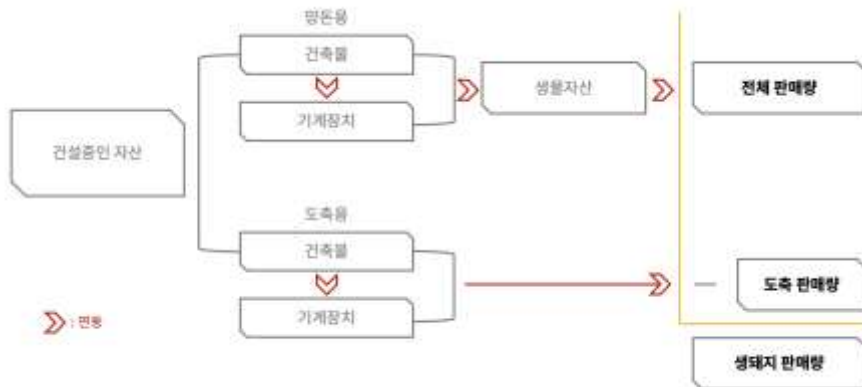 양돈용
건축물
기계장치
생물자산
전체 판매량
건설중인 자산
도축용
건축물
기계장치
도축 판매량
: 연동
생돼지 판매량